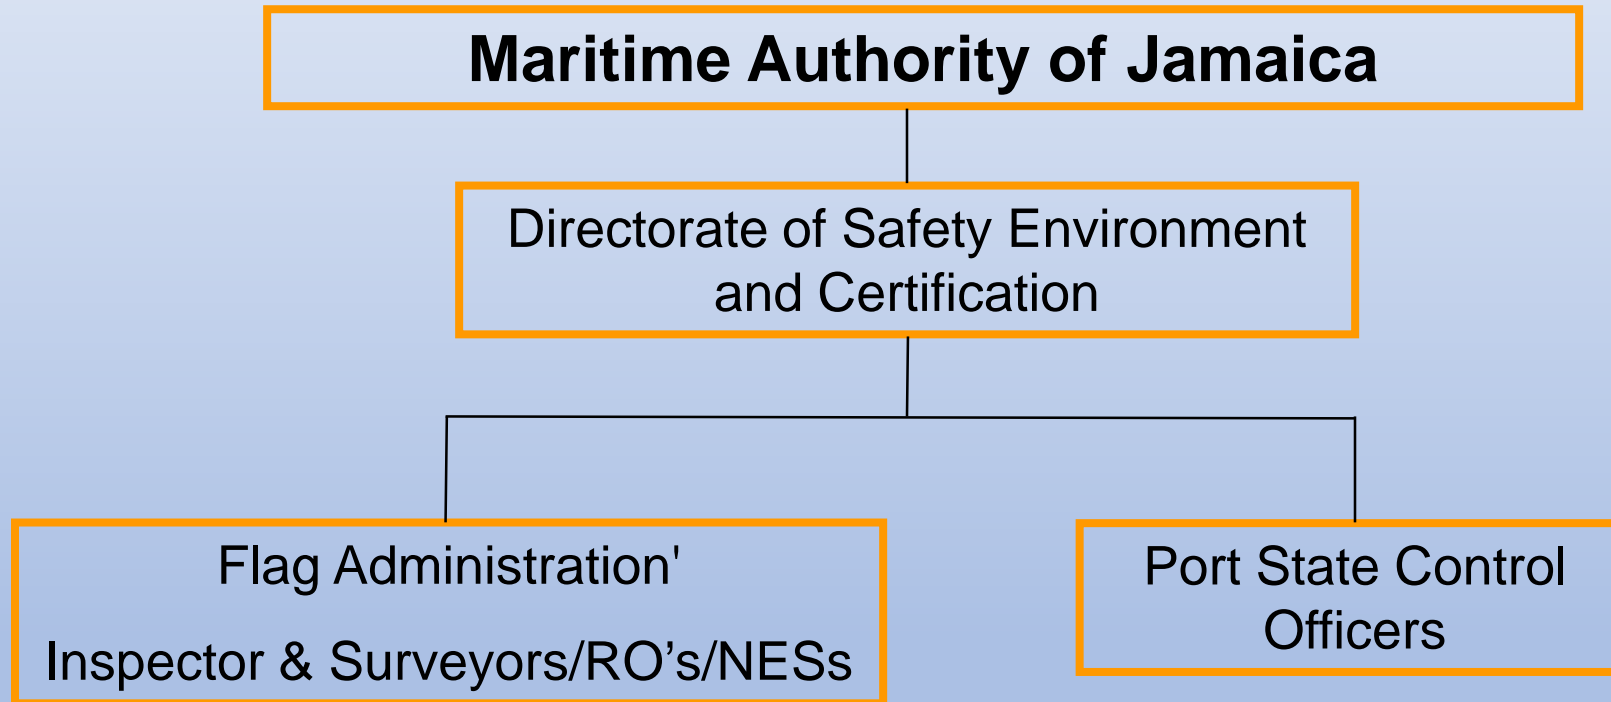 Maritime Authority of Jamaica
Directorate of Safety Environment
and Certification
Flag Administration'
Inspector & Surveyors/RO’s/NESs
Port State Control
Officers